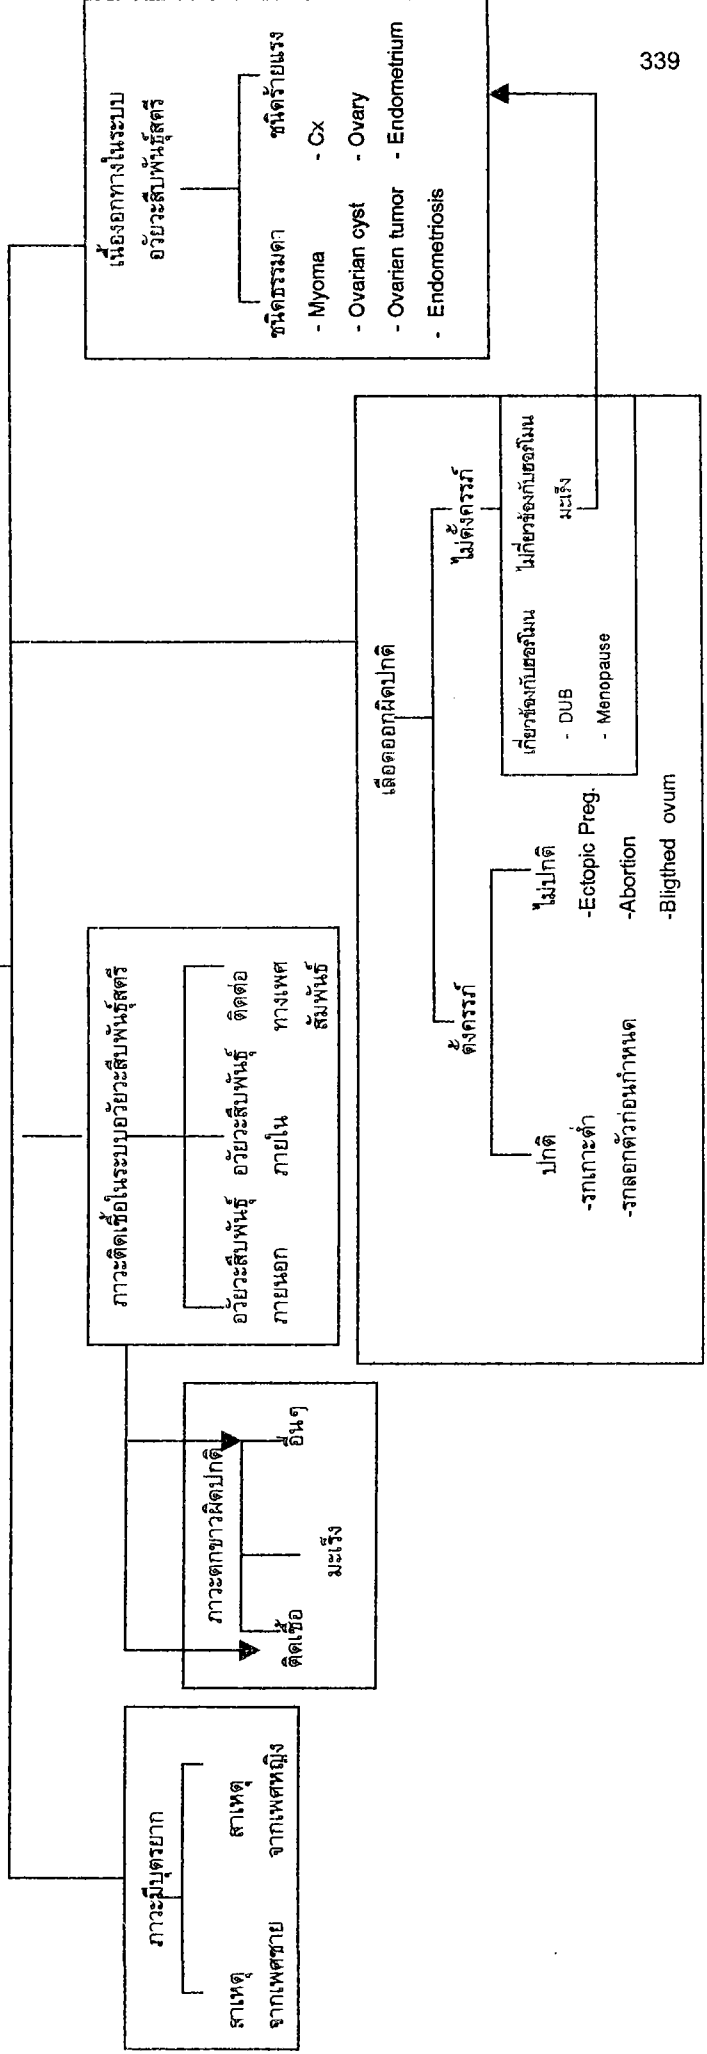 339
ภาวะมีบุตรยาก
สาเหตุ
จากเพศชาย
สาเหตุ
จากเพศหญิง
ภาวะตกขาวผิดปกติ
ติดเชื้อ
มะเร็ง
อื่นๆ
ภาวะติดเชื้อในระบบอวัยวะสืบพันธุ์สตรี
อวัยวะสืบพันธุ์
ภายนอก
อวัยวะสืบพันธุ์
ภายใน
ติดต่อ
ทางเพศ
สัมพันธ์
เลือดออกผิดปกติ
ตั้งครรภ์
ปกติ
-รกเกาะต่ำ
-รกลอกตัวก่อนกำหนด
ไม่ปกติ
-Ectopic Preg.
-Abortion
-Bligthed ovum
ไม่ตั้งครรภ์
เกี่ยวข้องกับฮอร์โมน
- DUB
- Menopause
ไม่เกี่ยวข้องกับฮอร์โมน
มะเร็ง
เนื้องอกทางในระบบ
อวัยวะสืบพันธุ์สตรี
ชนิดธรรมดา
- Myoma
- Ovarian cyst
- Ovarian tumor
- Endometriosis
ชนิดร้ายแรง
- Cx
- Ovary
- Endometrium